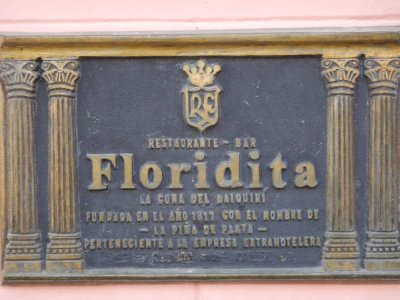 RESTAURANTE - BAR
Floridita
LA CUNA DEL DAIQUIRI
FUNDADA EN EL AÑO 1817 CON EL NOMBRE DE
- LA PIÑA DE PLATA -
PERTENECIENTE A LA EMPRESA EXTRAHOTELERA